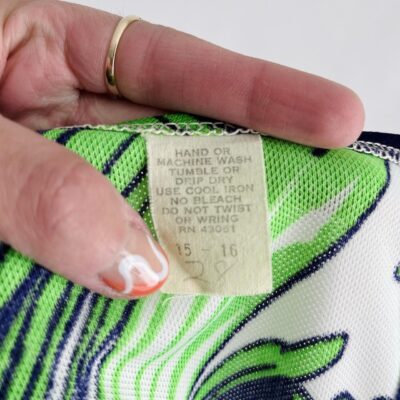 HAND OR
MACHINE WASH
TUMBLE OR
DRIP DRY
USE COOL IRON
NO BLEACH
DO NOT TWIST
OR WRING
RN 43051
15 - 16
28